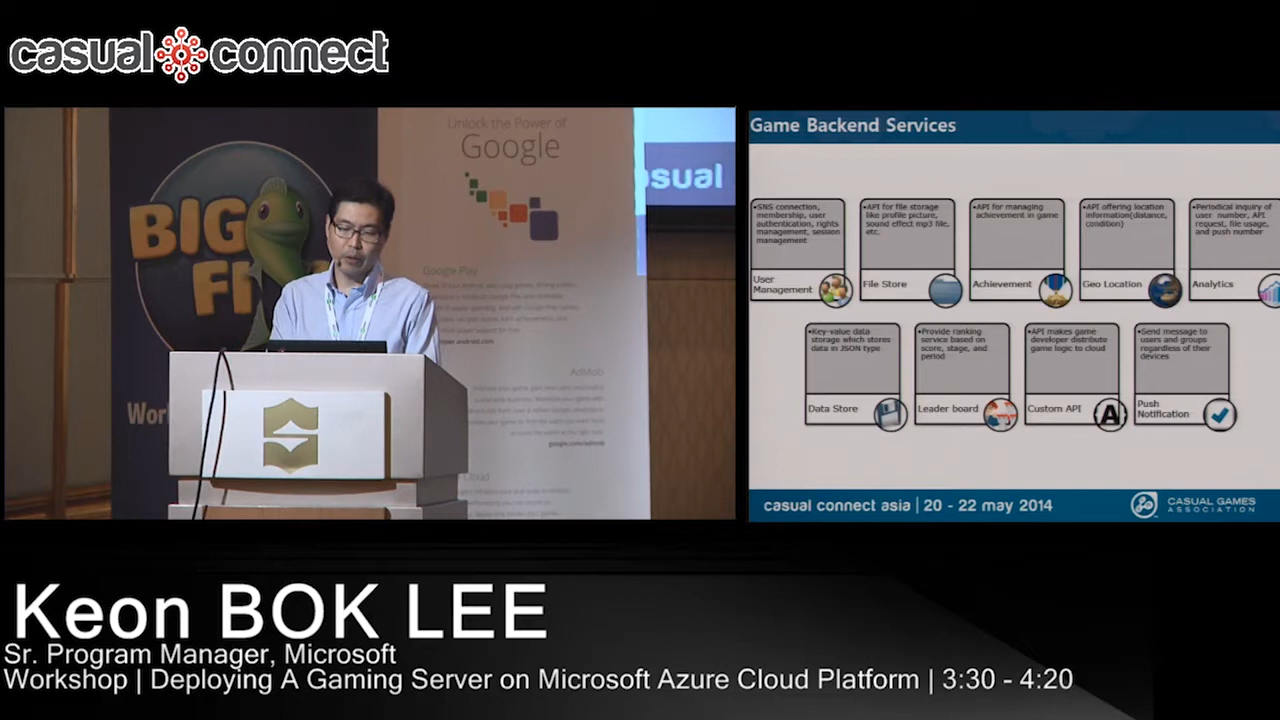 casual connect
BIG
FI
Wor
Unlock the Power of
Google
Google Play
AdMob
google.com/admob
Cloud
sual
Game Backend Services
•SNS connection,
membership, user
authentication, rights
management, session
management
User
Management
•API for file storage
like profile picture,
sound effect mp3 file,
etc.
File Store
•API for managing
achievement in game
Achievement
•API offering location
information(distance,
condition)
Geo Location
•Periodical inquiry of
user number, API
request, file usage,
and push number
Analytics
•Key-value data
storage which stores
data in JSON type
Data Store
•Provide ranking
service based on
score, stage, and
period
Leader board
•API makes game
developer distribute
game logic to cloud
Custom API
A
•Send message to
users and groups
regardless of their
devices
Push
Notification
casual connect asia | 20 - 22 may 2014
CASUAL GAMES
ASSOCIATION
Keon BOK LEE
Sr. Program Manager, Microsoft
Workshop | Deploying A Gaming Server on Microsoft Azure Cloud Platform | 3:30 - 4:20